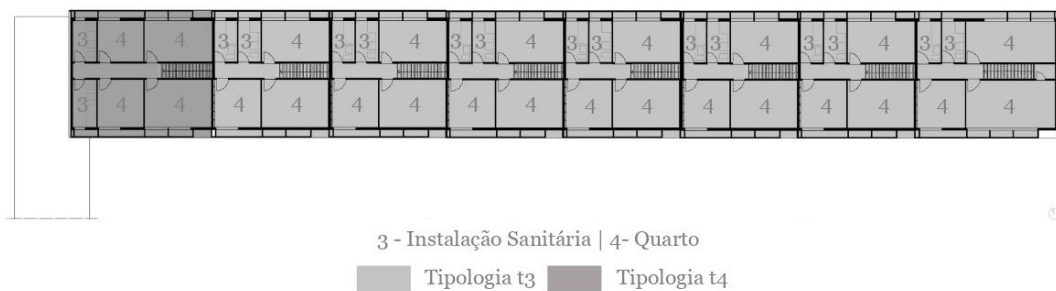 3 4 4 3 3 4 3 3 4 3 3 4 3 3 4 3 3 4 3 3 4 3 3 4
3 4 4 4 4 4 4 4 4 4 4 4 4 4 4 4 4 4
3 - Instalação Sanitária | 4- Quarto
Tipologia t3 Tipologia t4